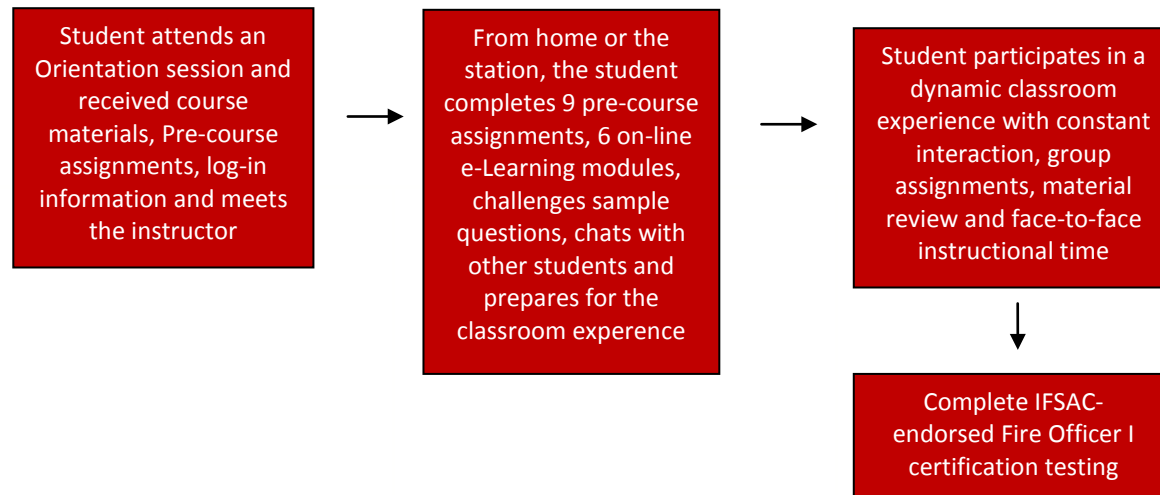 Student attends an
Orientation session and
received course
materials, Pre-course
assignments, log-in
information and meets
the instructor
From home or the
station, the student
completes 9 pre-course
assignments, 6 on-line
e-Learning modules,
challenges sample
questions, chats with
other students and
prepares for the
classroom experence
Student participates in a
dynamic classroom
experience with constant
interaction, group
assignments, material
review and face-to-face
instructional time
Complete IFSAC-
endorsed Fire Officer I
certification testing